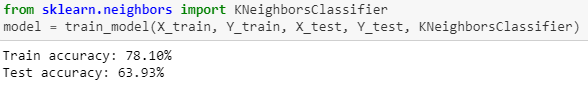 from sklearn.neighbors import KNeighborsClassifier
model = train_model(X_train, Y_train, X_test, Y_test, KNeighborsClassifier)
Train accuracy: 78.10%
Test accuracy: 63.93%